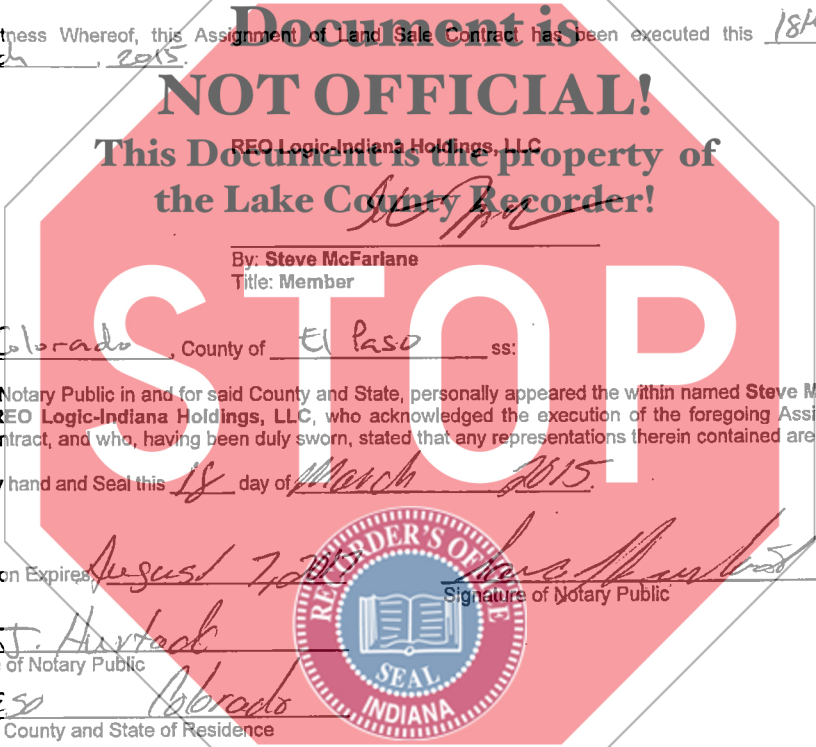 Document is
tness Whereof, this Assignment of Land Sale Contract has been executed this 18th
, 2015.
NOT OFFICIAL!
REO Logic-Indiana Holdings, LLC
This Document is the property of
the Lake County Recorder!
By: Steve McFarlane
Title: Member
STOP
Colorado, County of El Paso ss:
Notary Public in and for said County and State, personally appeared the within named Steve M
REO Logic-Indiana Holdings, LLC, who acknowledged the execution of the foregoing Assi
ntract, and who, having been duly sworn, stated that any representations therein contained are
hand and Seal this 18 day of March 2015.
on Expires August 7, 2017
Signature of Notary Public
RECORDER'S OFFICE
SEAL
INDIANA
J. Hurtado
of Notary Public
Colorado
County and State of Residence